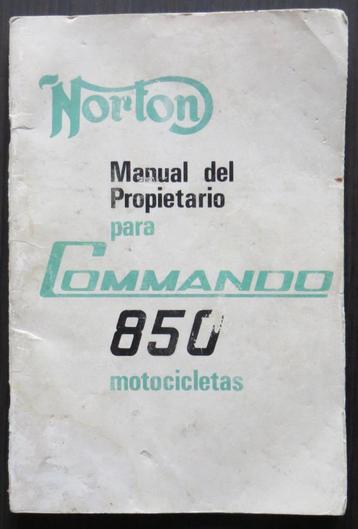 Norton
Manual del
Propietario
para
COMMANDO
850
motocicletas